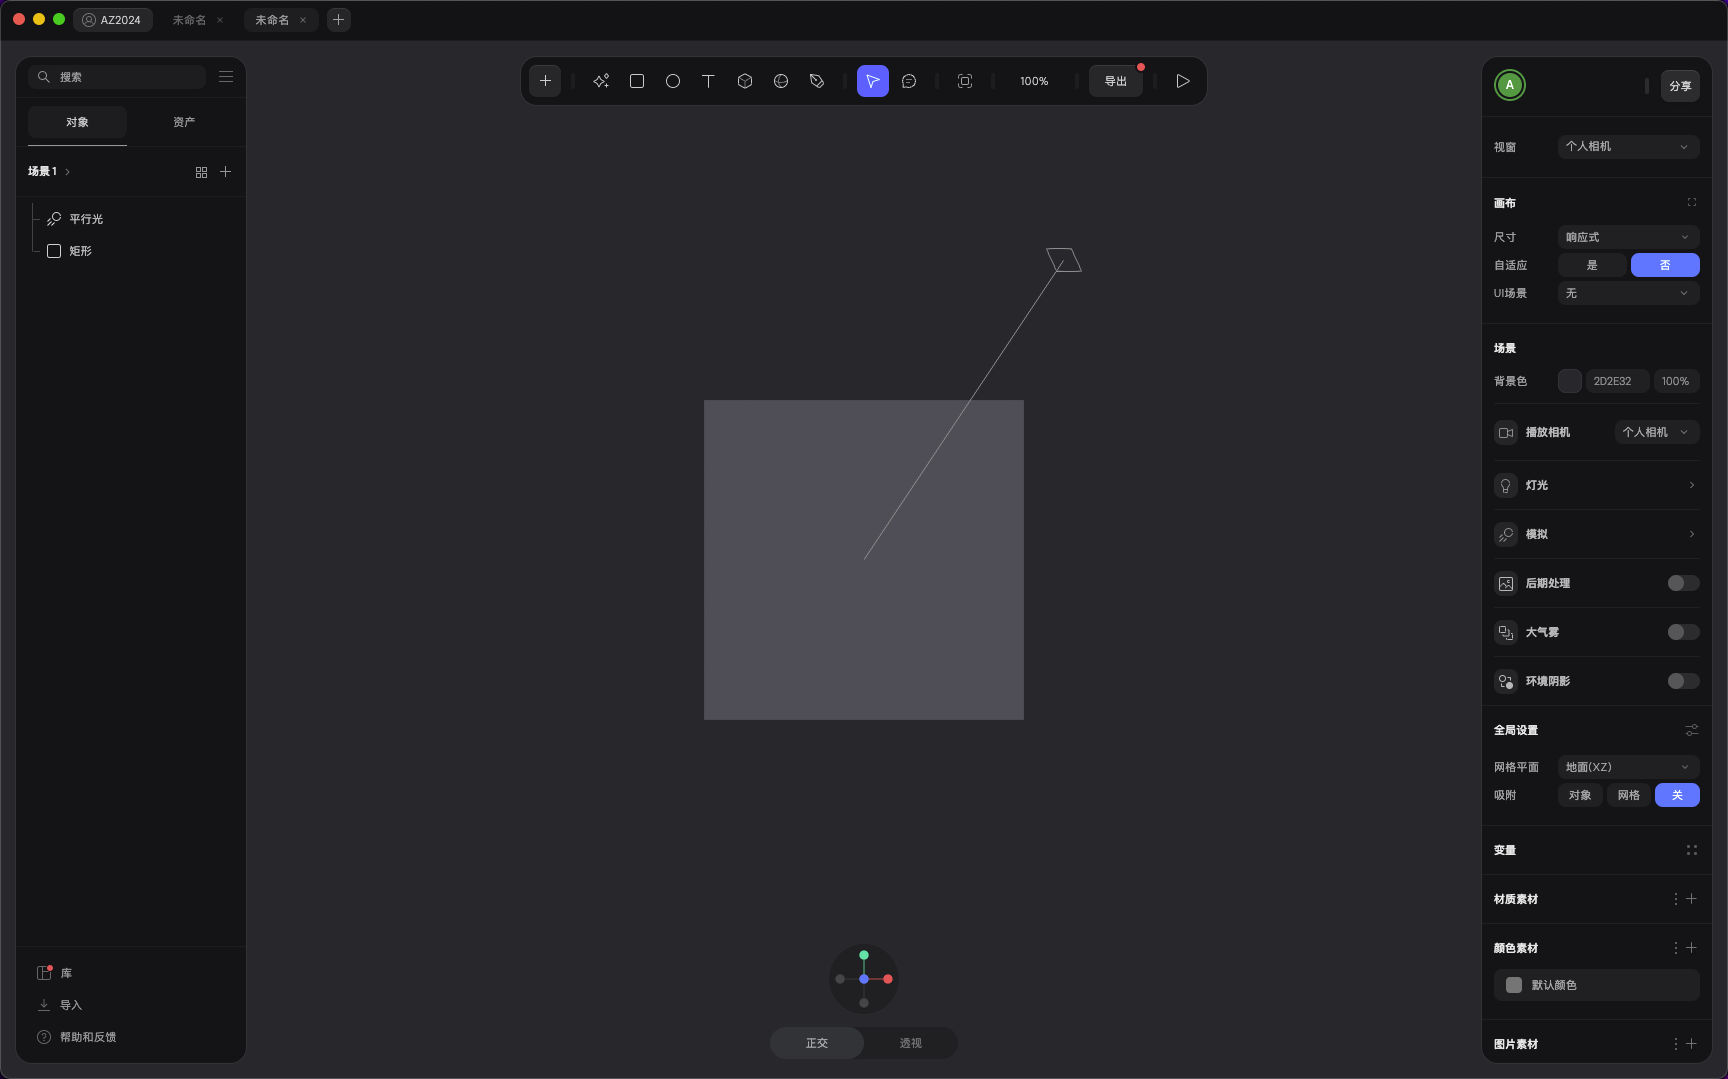 AZ2024
未命名
未命名
搜索
对象
资产
场景 1
平行光
矩形
库
导入
帮助和反馈
100%
导出
正交
透视
A
分享
视窗
个人相机
画布
尺寸
响应式
自适应
是
否
UI场景
无
场景
背景色
2D2E32
100%
播放相机
个人相机
灯光
模拟
后期处理
大气雾
环境阴影
全局设置
网格平面
地面(XZ)
吸附
对象
网格
关
变量
材质素材
颜色素材
默认颜色
图片素材